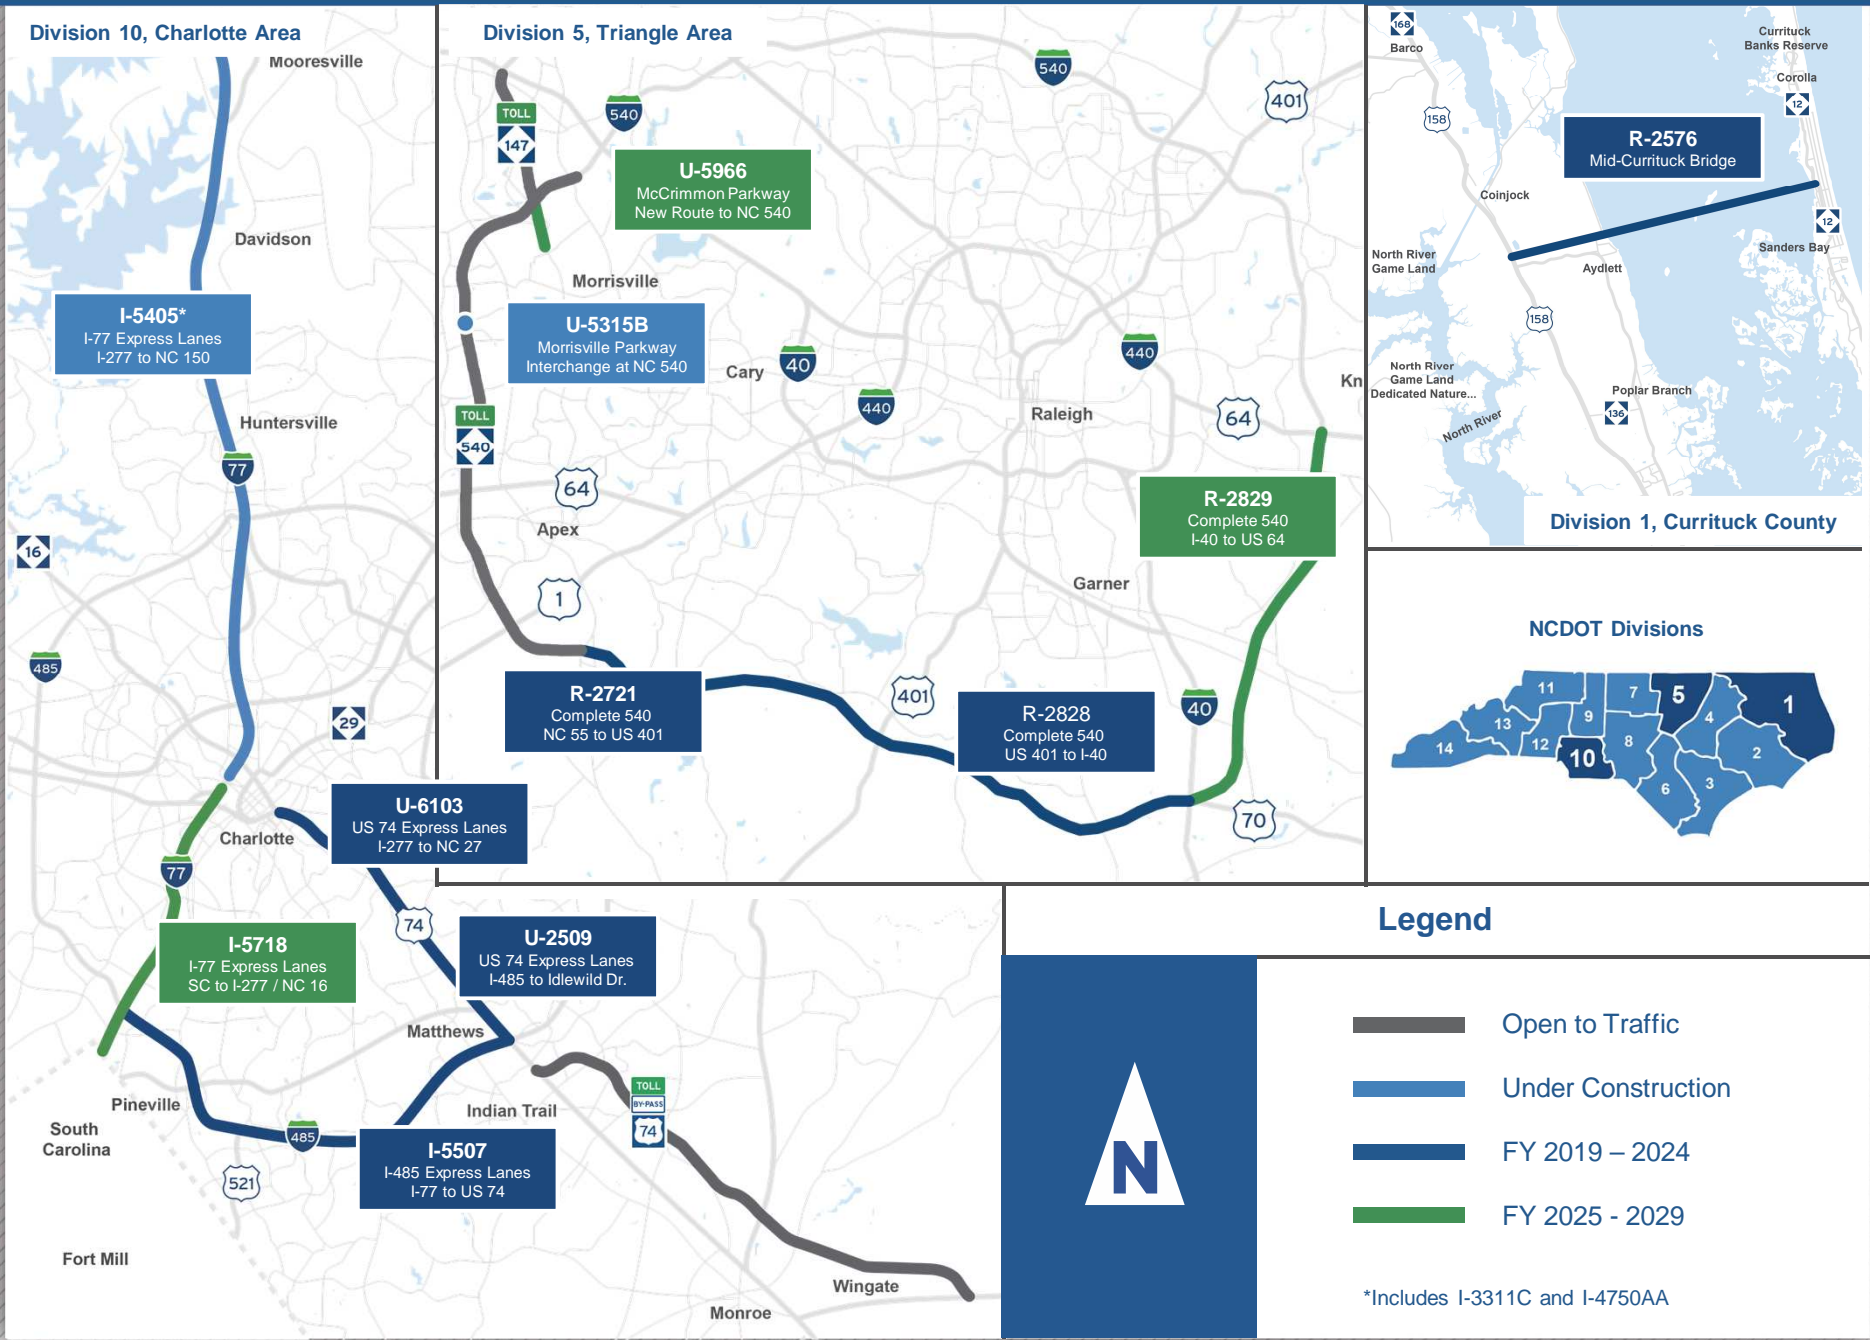 Division 10, Charlotte Area
Mooresville
Davidson
I-5405*
I-77 Express Lanes
I-277 to NC 150
Huntersville
77
16
485
29
Charlotte
77
U-6103
US 74 Express Lanes
I-277 to NC 27
74
U-2509
US 74 Express Lanes
I-485 to Idlewild Dr.
I-5718
I-77 Express Lanes
SC to I-277 / NC 16
Matthews
Pineville
South
Carolina
485
521
Indian Trail
I-5507
I-485 Express Lanes
I-77 to US 74
TOLL
BY-PASS
74
Fort Mill
Wingate
Monroe
Division 5, Triangle Area
TOLL
147
540
540
401
U-5966
McCrimmon Parkway
New Route to NC 540
Morrisville
U-5315B
Morrisville Parkway
Interchange at NC 540
Cary
40
440
440
Kn
TOLL
540
Raleigh
64
64
Apex
R-2829
Complete 540
I-40 to US 64
1
Garner
R-2721
Complete 540
NC 55 to US 401
401
R-2828
Complete 540
US 401 to I-40
40
70
168
Barco
Currituck
Banks Reserve
Corolla
12
158
R-2576
Mid-Currituck Bridge
Coinjock
12
Sanders Bay
North River
Game Land
Aydlett
158
North River
Game Land
Dedicated Nature...
Poplar Branch
136
North River
Division 1, Currituck County
NCDOT Divisions
11
7
5
1
13
9
4
14
12
10
8
2
6
3
Legend
N
Open to Traffic
Under Construction
FY 2019 – 2024
FY 2025 - 2029
*Includes I-3311C and I-4750AA